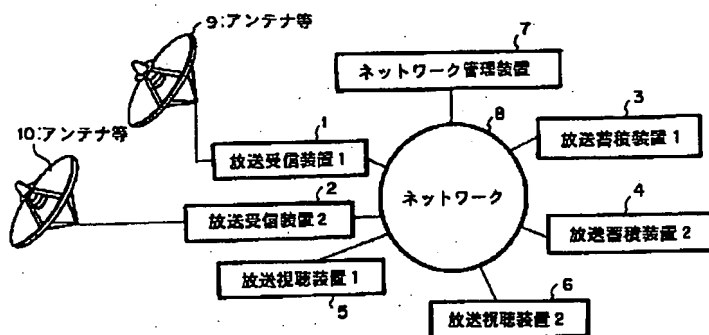 9:アンテナ等
7
ネットワーク管理装置
10:アンテナ等
1
放送受信装置1
8
3
放送蓄積装置1
2
放送受信装置2
ネットワーク
4
放送蓄積装置2
放送視聴装置1
5
6
放送視聴装置2